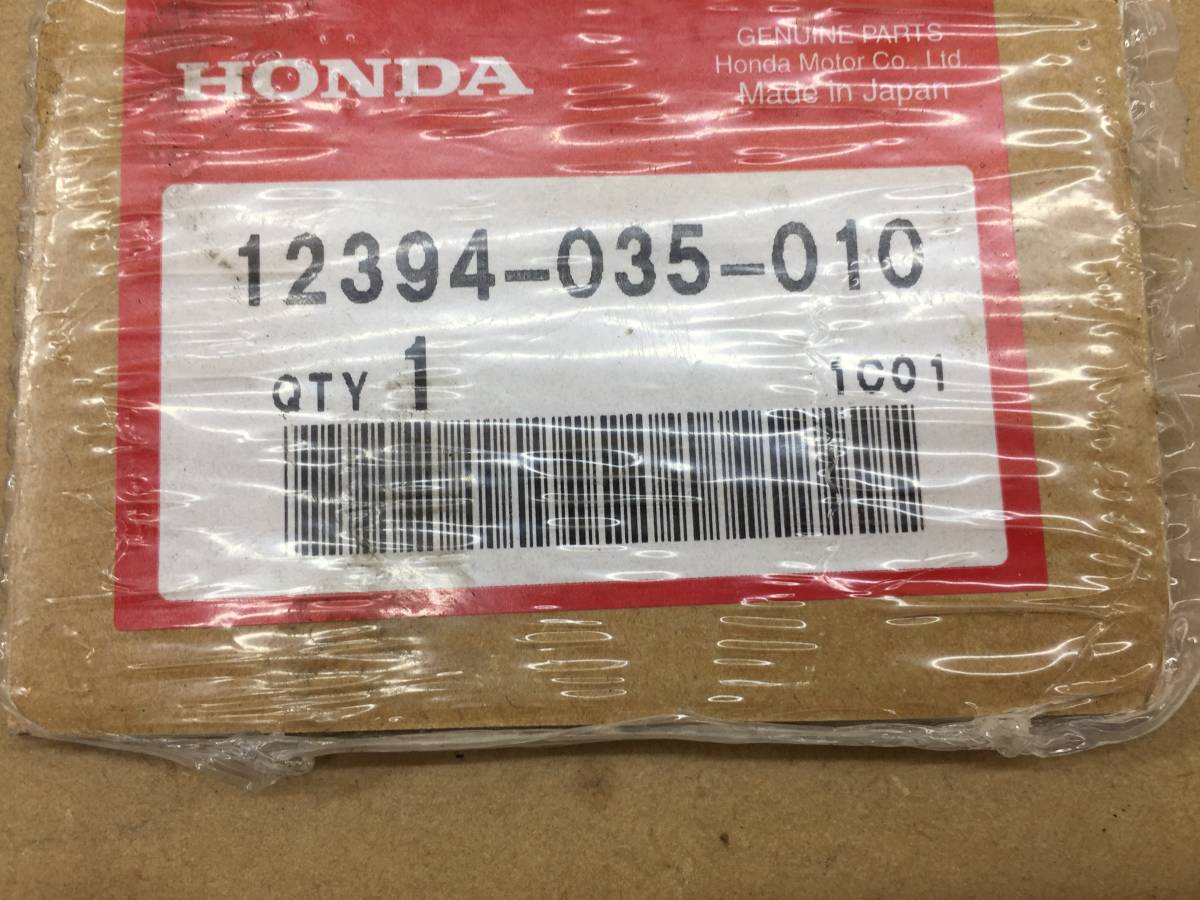 GENUINE PARTS
HONDA
Honda Motor Co., Ltd.
Made in Japan
12394-035-010
QTY 1
1C01